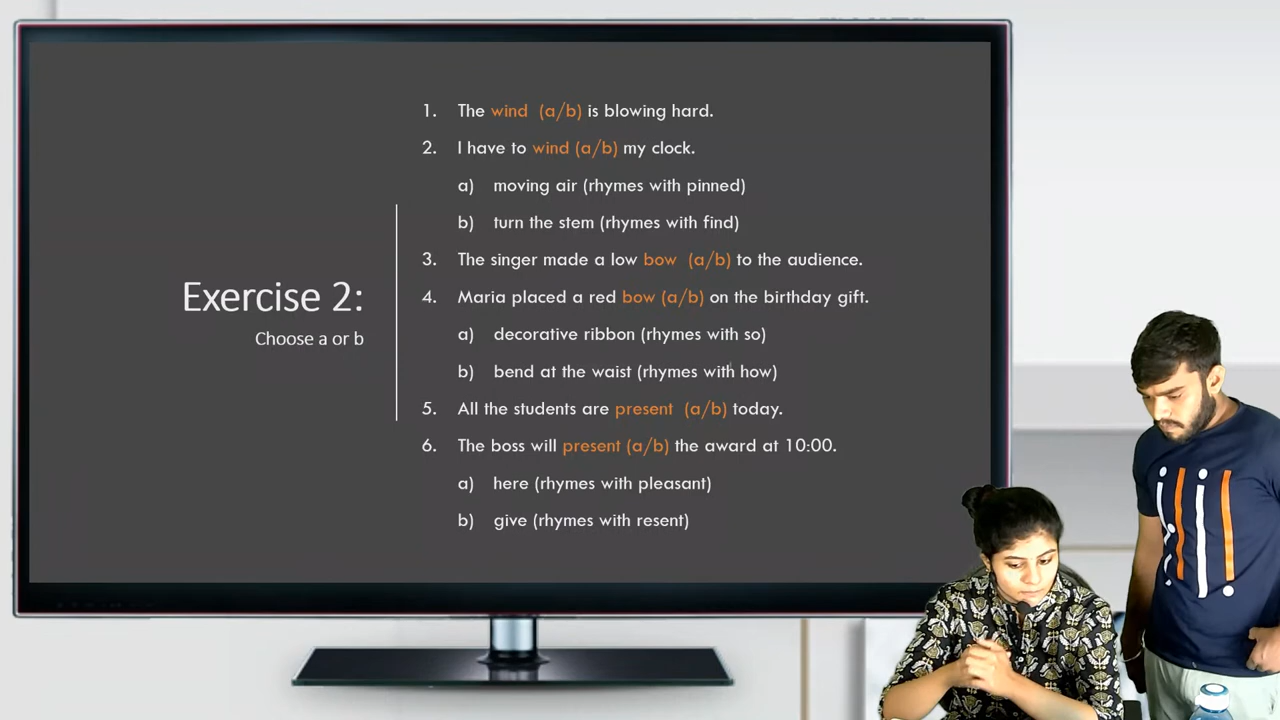 Exercise 2:
Choose a or b
1. The wind (a/b) is blowing hard.
2. I have to wind (a/b) my clock.
a) moving air (rhymes with pinned)
b) turn the stem (rhymes with find)
3. The singer made a low bow (a/b) to the audience.
4. Maria placed a red bow (a/b) on the birthday gift.
a) decorative ribbon (rhymes with so)
b) bend at the waist (rhymes with how)
5. All the students are present (a/b) today.
6. The boss will present (a/b) the award at 10:00.
a) here (rhymes with pleasant)
b) give (rhymes with resent)